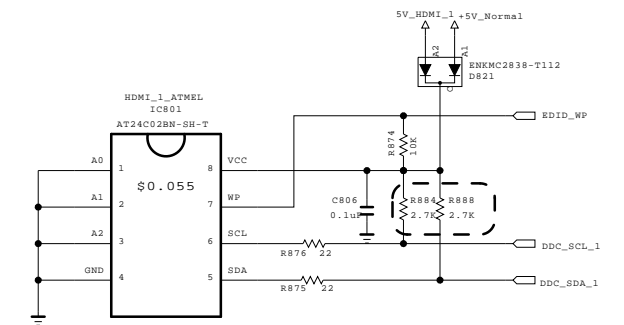 5V_HDMI_1 +5V_Normal
A2
A1
ENKMC2838-T112
D821
C
HDMI_1_ATMEL
IC801
AT24C02BN-SH-T
EDID_WP
R874
10K
A0 1 8 VCC
$0.055
A1 2 7 WP
C806
0.1uF
R884 R888
2.7K 2.7K
A2 3 6 SCL
R876 22
DDC_SCL_1
GND 4 5 SDA
R875 22
DDC_SDA_1